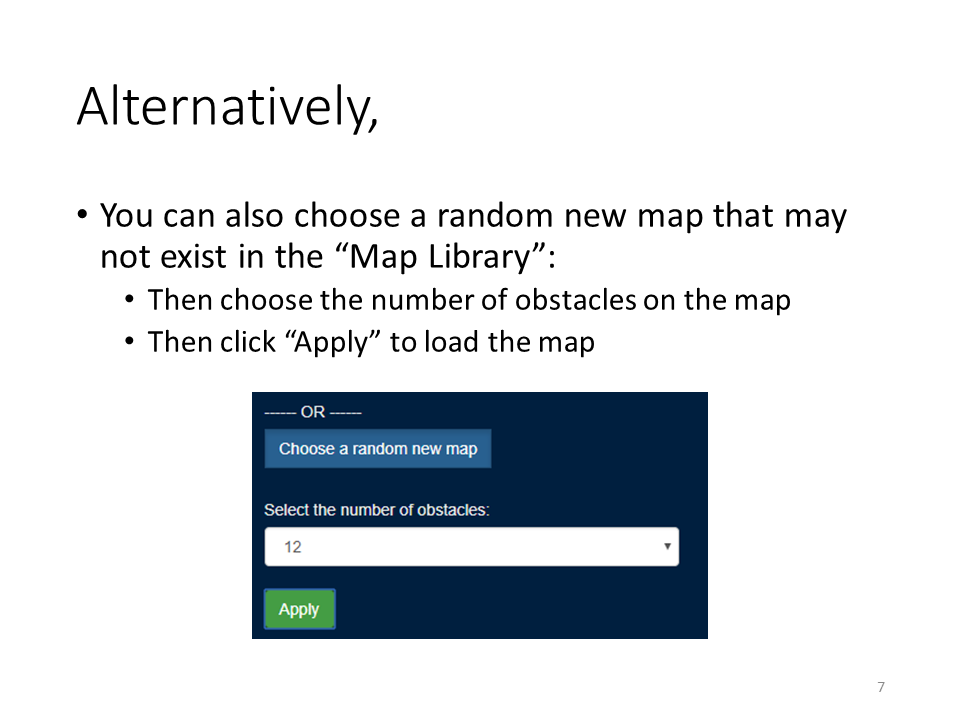 Alternatively,
• You can also choose a random new map that may
not exist in the “Map Library”:
• Then choose the number of obstacles on the map
• Then click “Apply” to load the map
------ OR ------
Choose a random new map
Select the number of obstacles:
12
Apply
7